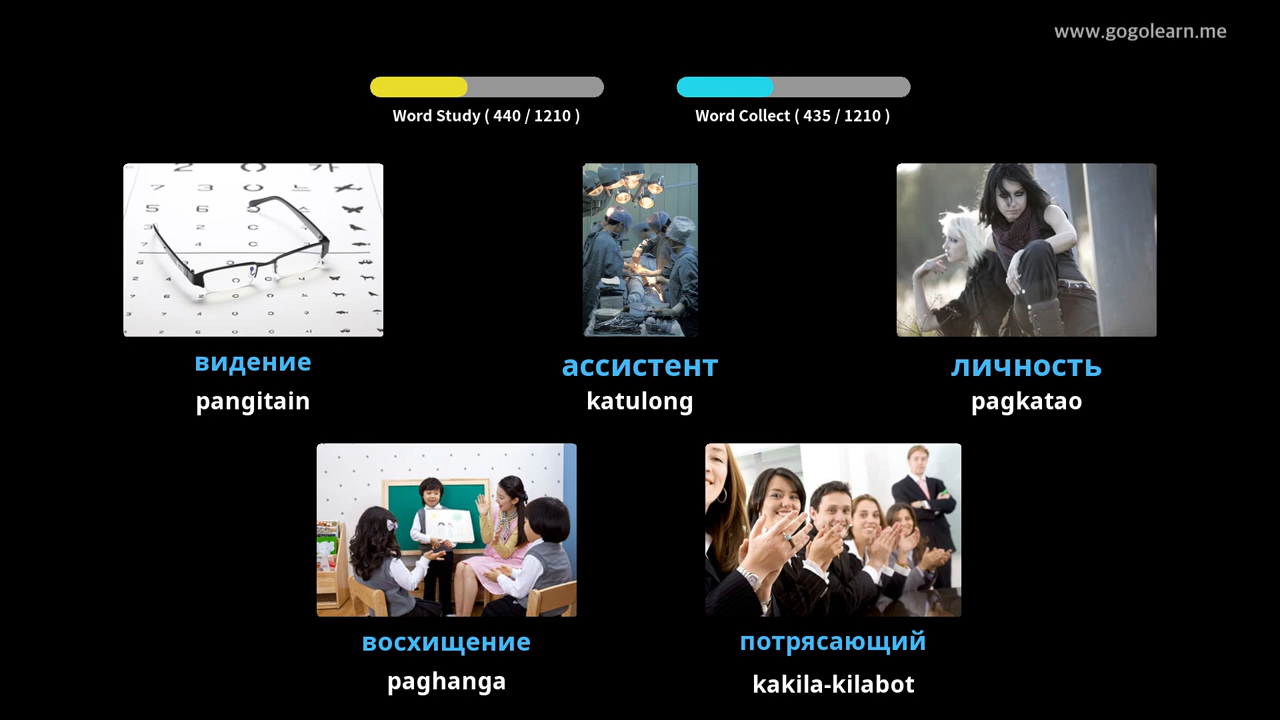 www.gogolearn.me
Word Study ( 440 / 1210 )
Word Collect ( 435 / 1210 )
видение
pangitain
ассистент
katulong
личность
pagkatao
восхищение
paghanga
потрясающий
kakila-kilabot